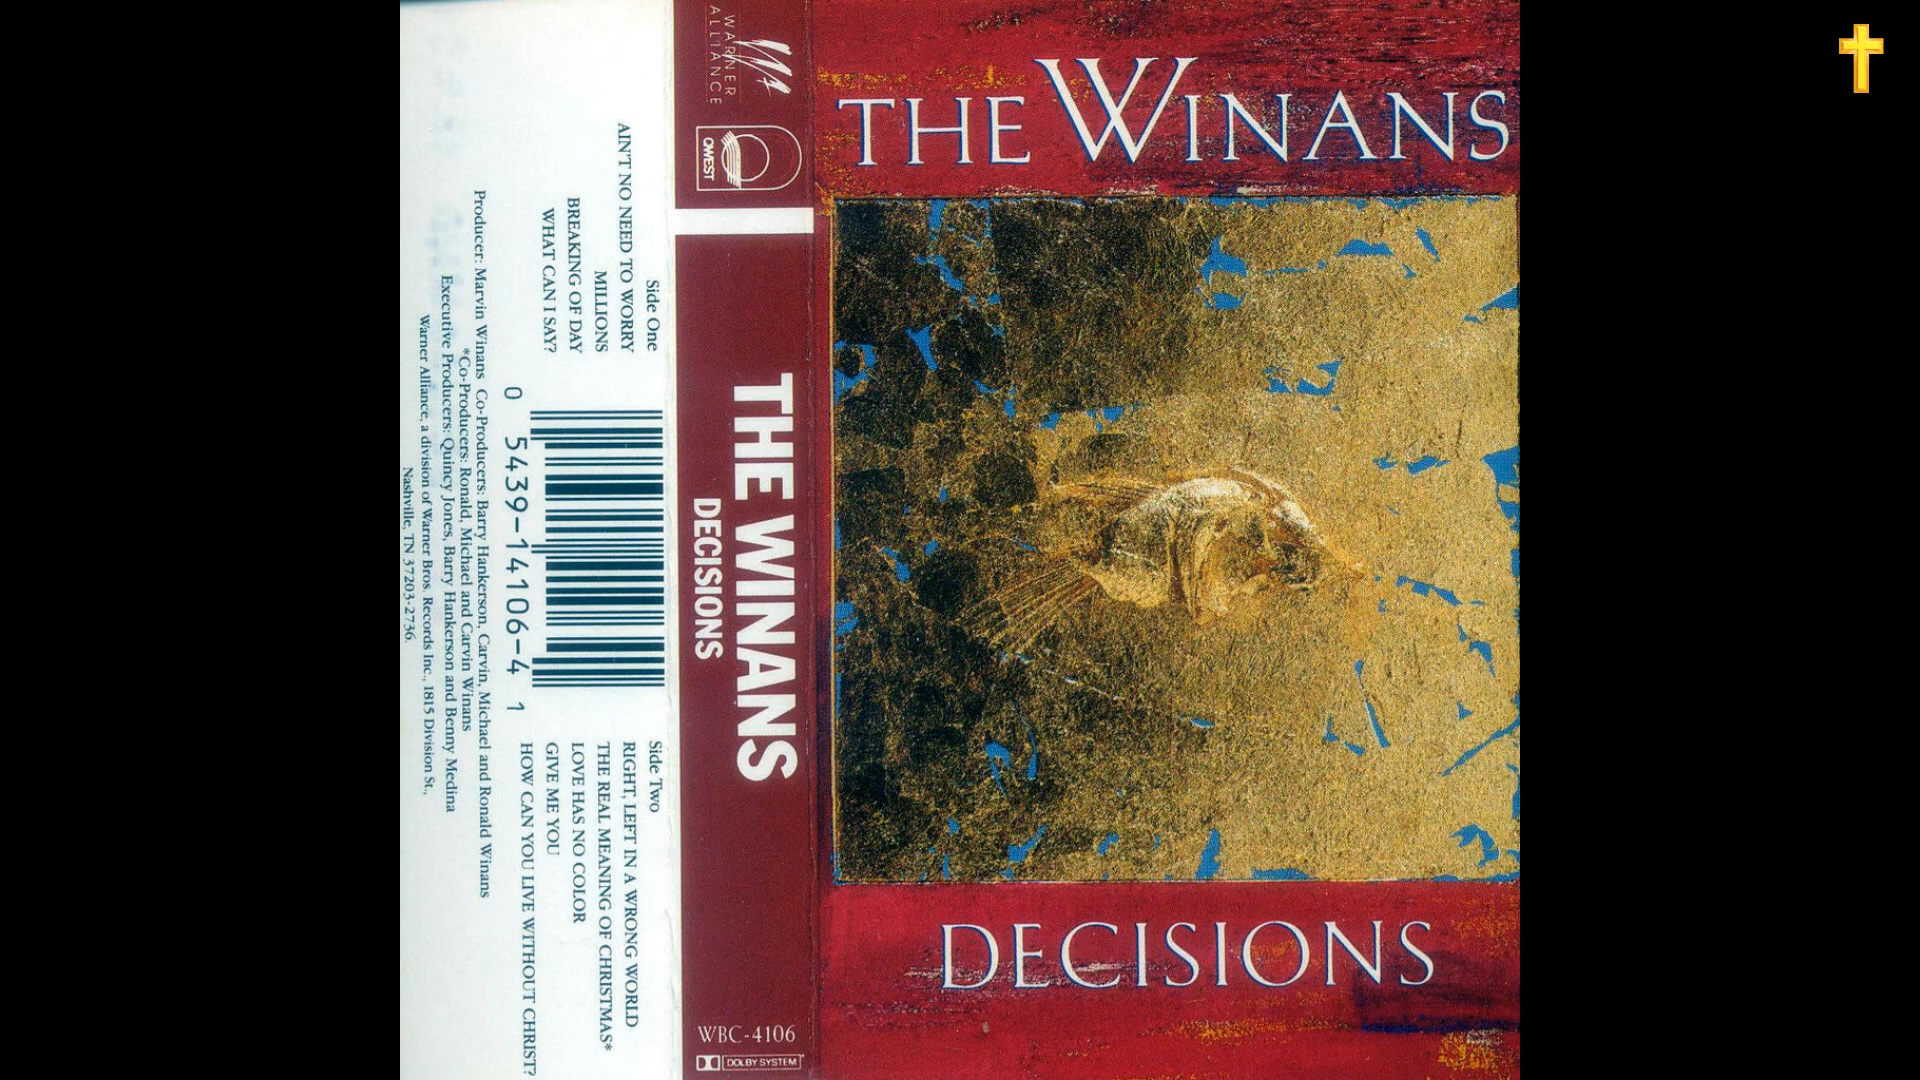 THE WINANS
DECISIONS
WARNER
ALLIANCE
QWEST
THE WINANS
DECISIONS
WBC-4106
DOLBY SYSTEM
Side One
AIN'T NO NEED TO WORRY
MILLIONS
BREAKING OF DAY
WHAT CAN I SAY?
0 5439-14106-4 1
Side Two
RIGHT, LEFT IN A WRONG WORLD
THE REAL MEANING OF CHRISTMAS*
LOVE HAS NO COLOR
GIVE ME YOU
HOW CAN YOU LIVE WITHOUT CHRIST?
Producer: Marvin Winans Co-Producers: Barry Hankerson, Carvin, Michael and Ronald Winans
*Co-Producers: Ronald, Michael and Carvin Winans
Executive Producers: Quincy Jones, Barry Hankerson and Benny Medina
Warner Alliance, a division of Warner Bros. Records Inc., 1815 Division St.,
Nashville, TN 37203-2736.